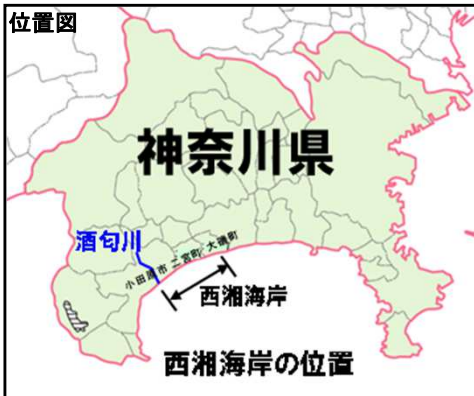 位置図
神奈川県
酒匂川
小田原市 二宮町 大磯町
西湘海岸
西湘海岸の位置